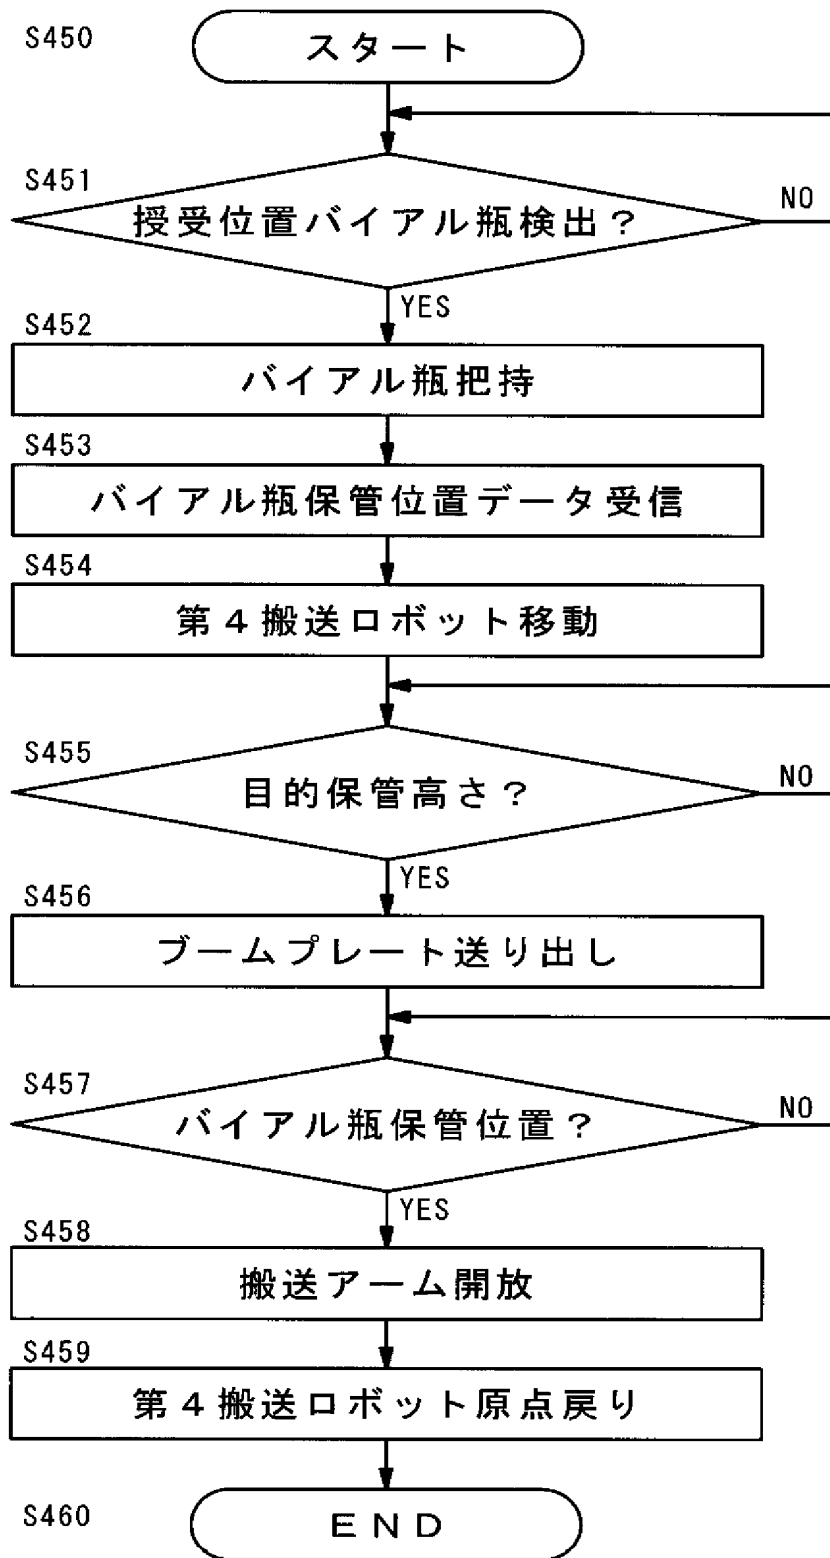 S450
スタート
S451
授受位置バイアル瓶検出？
NO
YES
S452
バイアル瓶把持
S453
バイアル瓶保管位置データ受信
S454
第４搬送ロボット移動
S455
目的保管高さ？
NO
YES
S456
ブームプレート送り出し
S457
バイアル瓶保管位置？
NO
YES
S458
搬送アーム開放
S459
第４搬送ロボット原点戻り
S460
ＥＮＤ